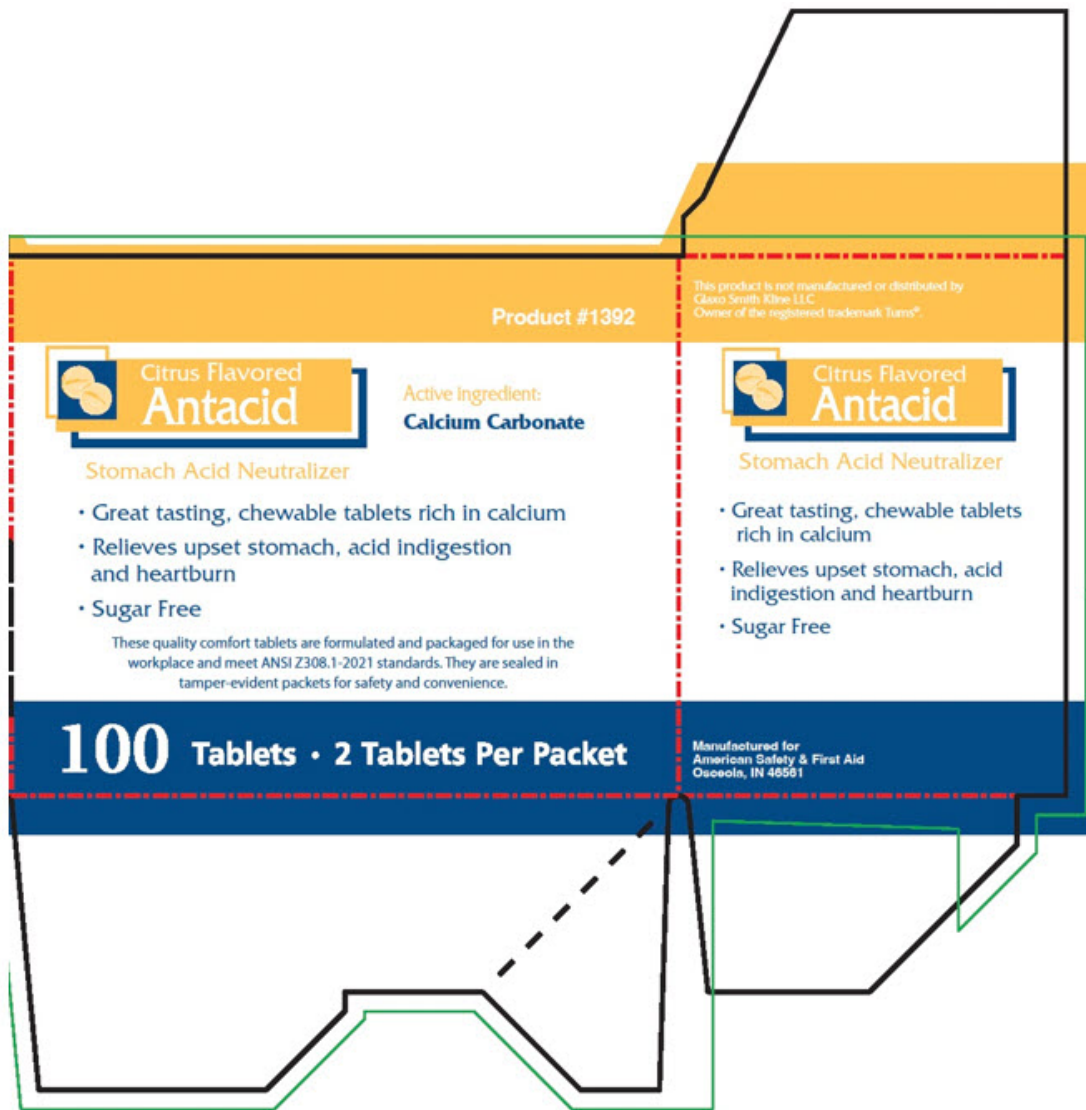 Product #1392
Citrus Flavored
Antacid
Active Ingredient:
Calcium Carbonate
Stomach Acid Neutralizer
· Great tasting, chewable tablets rich in calcium
· Relieves upset stomach, acid indigestion
and heartburn
· Sugar Free
These quality comfort tablets are formulated and packaged for use in the
workplace and meet ANSI Z308.1-2021 standards. They are sealed in
tamper-evident packets for safety and convenience.
100 Tablets · 2 Tablets Per Packet
This product is not manufactured or distributed by
Glaxo Smith Kline LLC
Owner of the registered trademark Tums®.
Citrus Flavored
Antacid
Stomach Acid Neutralizer
· Great tasting, chewable tablets
rich in calcium
· Relieves upset stomach, acid
indigestion and heartburn
· Sugar Free
Manufactured for
American Safety & First Aid
Osceola, IN 46561